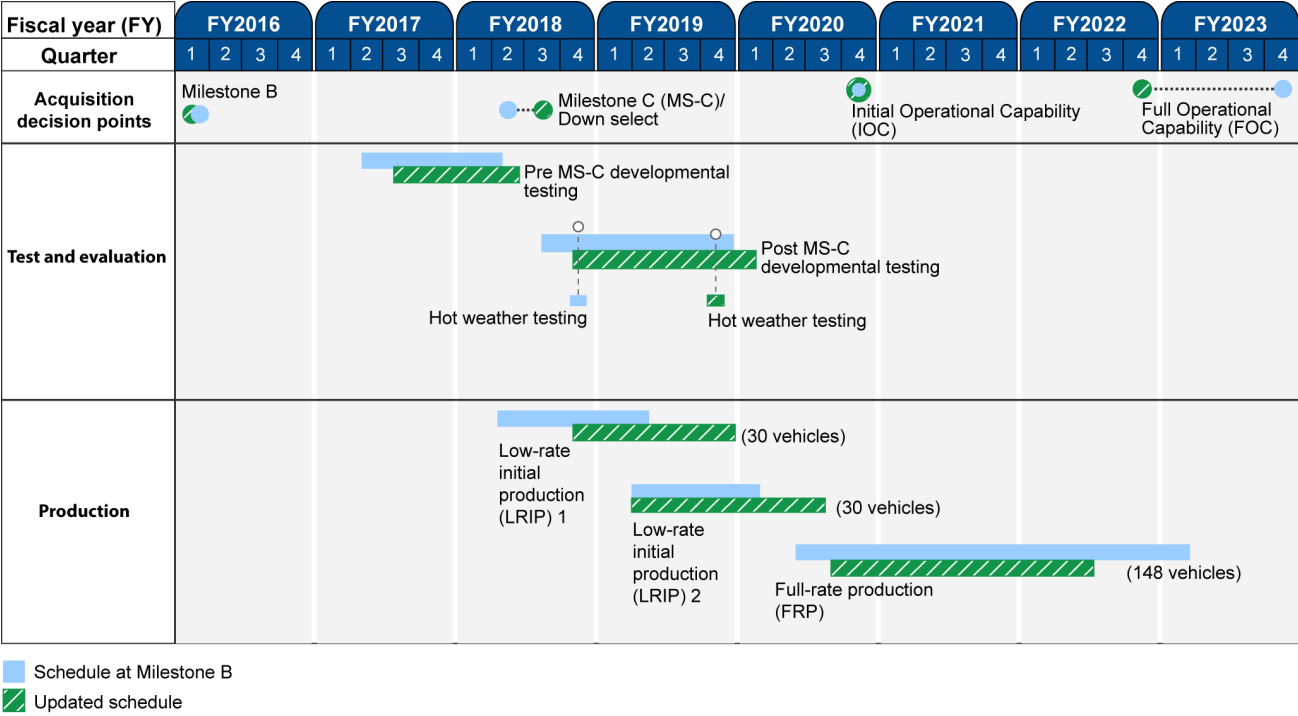 Fiscal year (FY) FY2016 FY2017 FY2018 FY2019 FY2020 FY2021 FY2022 FY2023
Quarter 1 2 3 4 1 2 3 4 1 2 3 4 1 2 3 4 1 2 3 4 1 2 3 4 1 2 3 4 1 2 3 4
Acquisition
decision points
Milestone B
Milestone C (MS-C)/
Down select
Initial Operational Capability
(IOC)
Full Operational
Capability (FOC)
Test and evaluation
Pre MS-C developmental
testing
Post MS-C
developmental testing
Hot weather testing
Hot weather testing
Production
(30 vehicles)
Low-rate
initial
production
(LRIP) 1
(30 vehicles)
Low-rate
initial
production
(LRIP) 2
(148 vehicles)
Full-rate production
(FRP)
Schedule at Milestone B
Updated schedule